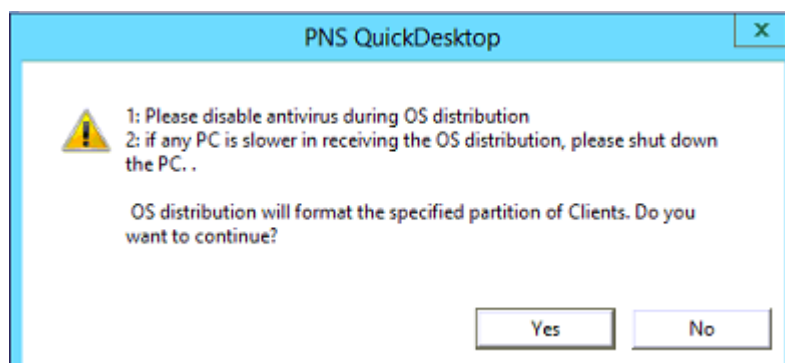 PNS QuickDesktop
x
1: Please disable antivirus during OS distribution
2: if any PC is slower in receiving the OS distribution, please shut down
the PC. .
OS distribution will format the specified partition of Clients. Do you
want to continue?
Yes
No